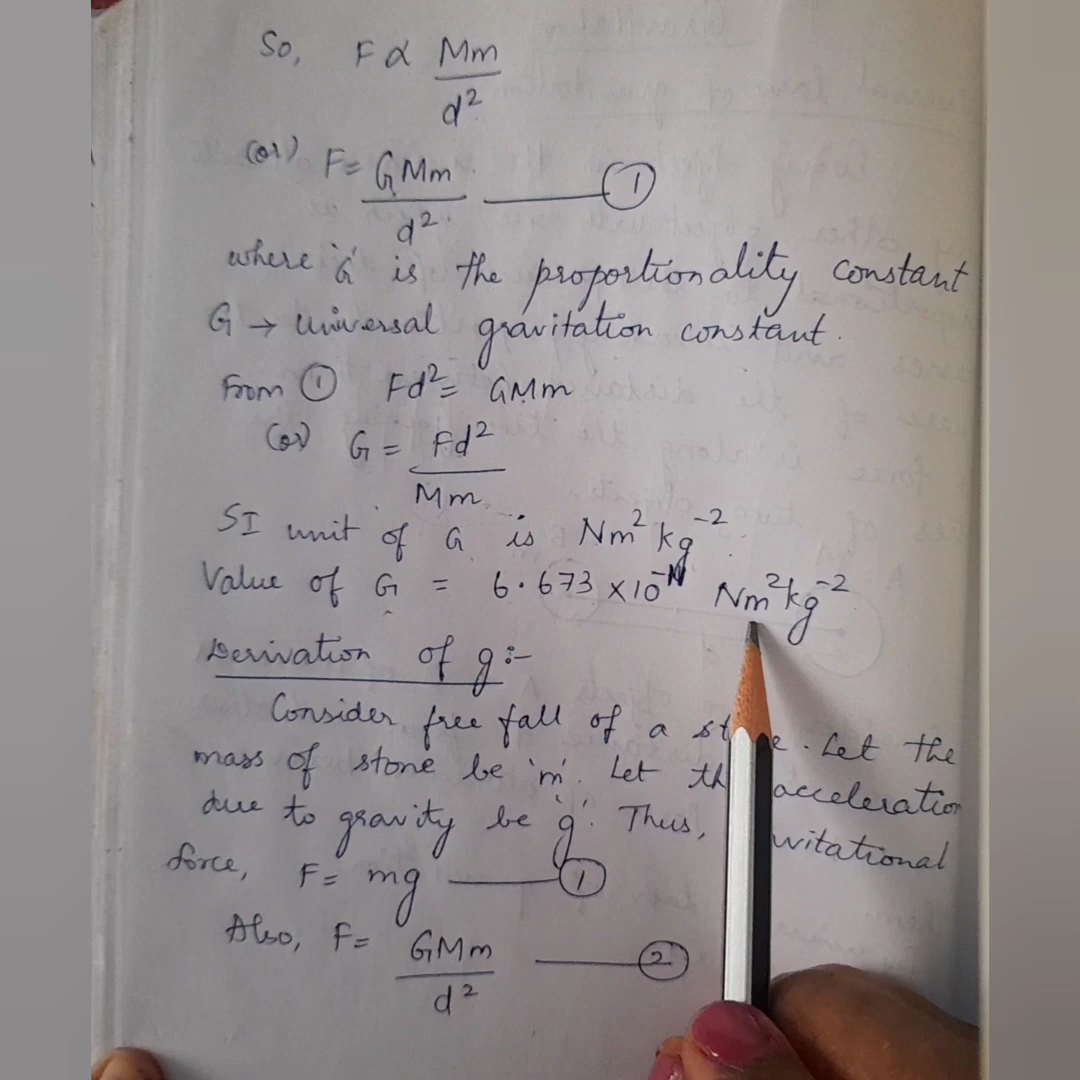 So, F ∝ Mm/d²
(or) F = GMm/d² ——— ①
where 'G' is the proportionality constant
G → universal gravitation constant.
From ① Fd² = GMm
(or) G = Fd²/Mm
SI unit of G is Nm² kg⁻².
Value of G = 6.673 × 10⁻¹¹ Nm²kg⁻²
Derivation of g :-
Consider free fall of a st e. Let the
mass of stone be 'm'. Let th acceleration
due to gravity be 'g'. Thus, vitational
force, F = mg ——— ①
Also, F = GMm/d² ——— ②